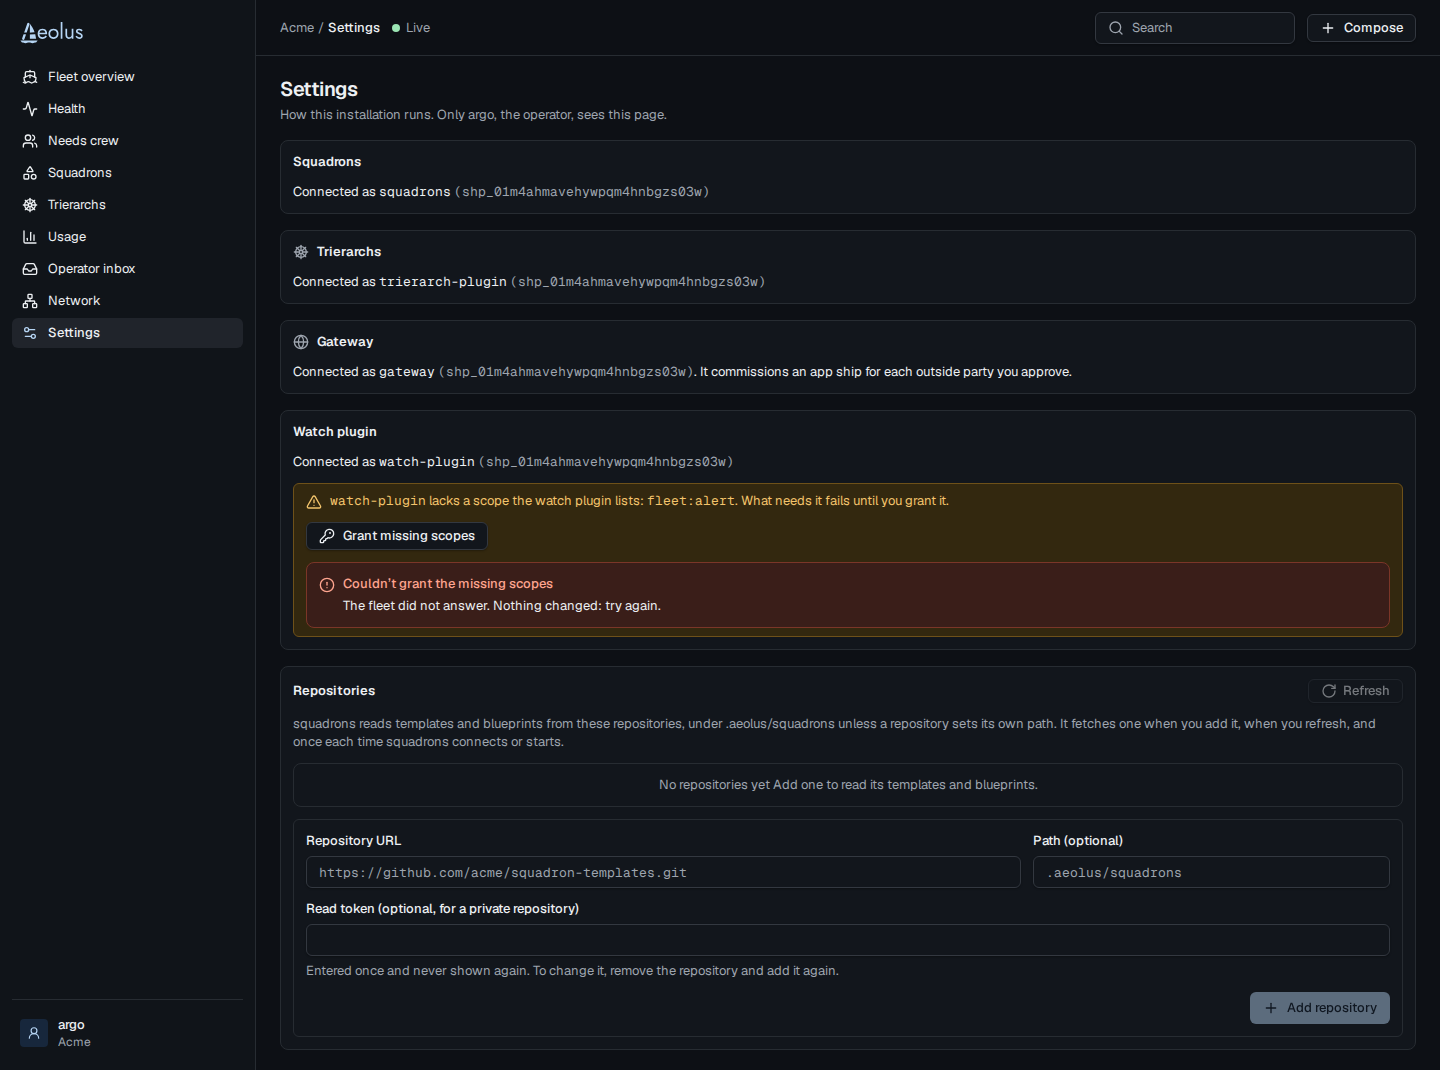 Aeolus
Fleet overview
Health
Needs crew
Squadrons
Trierarchs
Usage
Operator inbox
Network
Settings
argo
Acme
Acme / Settings Live
Search
Compose
Settings
How this installation runs. Only argo, the operator, sees this page.
Squadrons
Connected as squadrons (shp_01m4ahmavehywpqm4hnbgzs03w)
Trierarchs
Connected as trierarch-plugin (shp_01m4ahmavehywpqm4hnbgzs03w)
Gateway
Connected as gateway (shp_01m4ahmavehywpqm4hnbgzs03w). It commissions an app ship for each outside party you approve.
Watch plugin
Connected as watch-plugin (shp_01m4ahmavehywpqm4hnbgzs03w)
watch-plugin lacks a scope the watch plugin lists: fleet:alert. What needs it fails until you grant it.
Grant missing scopes
Couldn't grant the missing scopes
The fleet did not answer. Nothing changed: try again.
Repositories
Refresh
squadrons reads templates and blueprints from these repositories, under .aeolus/squadrons unless a repository sets its own path. It fetches one when you add it, when you refresh, and
once each time squadrons connects or starts.
No repositories yet Add one to read its templates and blueprints.
Repository URL
Path (optional)
https://github.com/acme/squadron-templates.git
.aeolus/squadrons
Read token (optional, for a private repository)
Entered once and never shown again. To change it, remove the repository and add it again.
Add repository